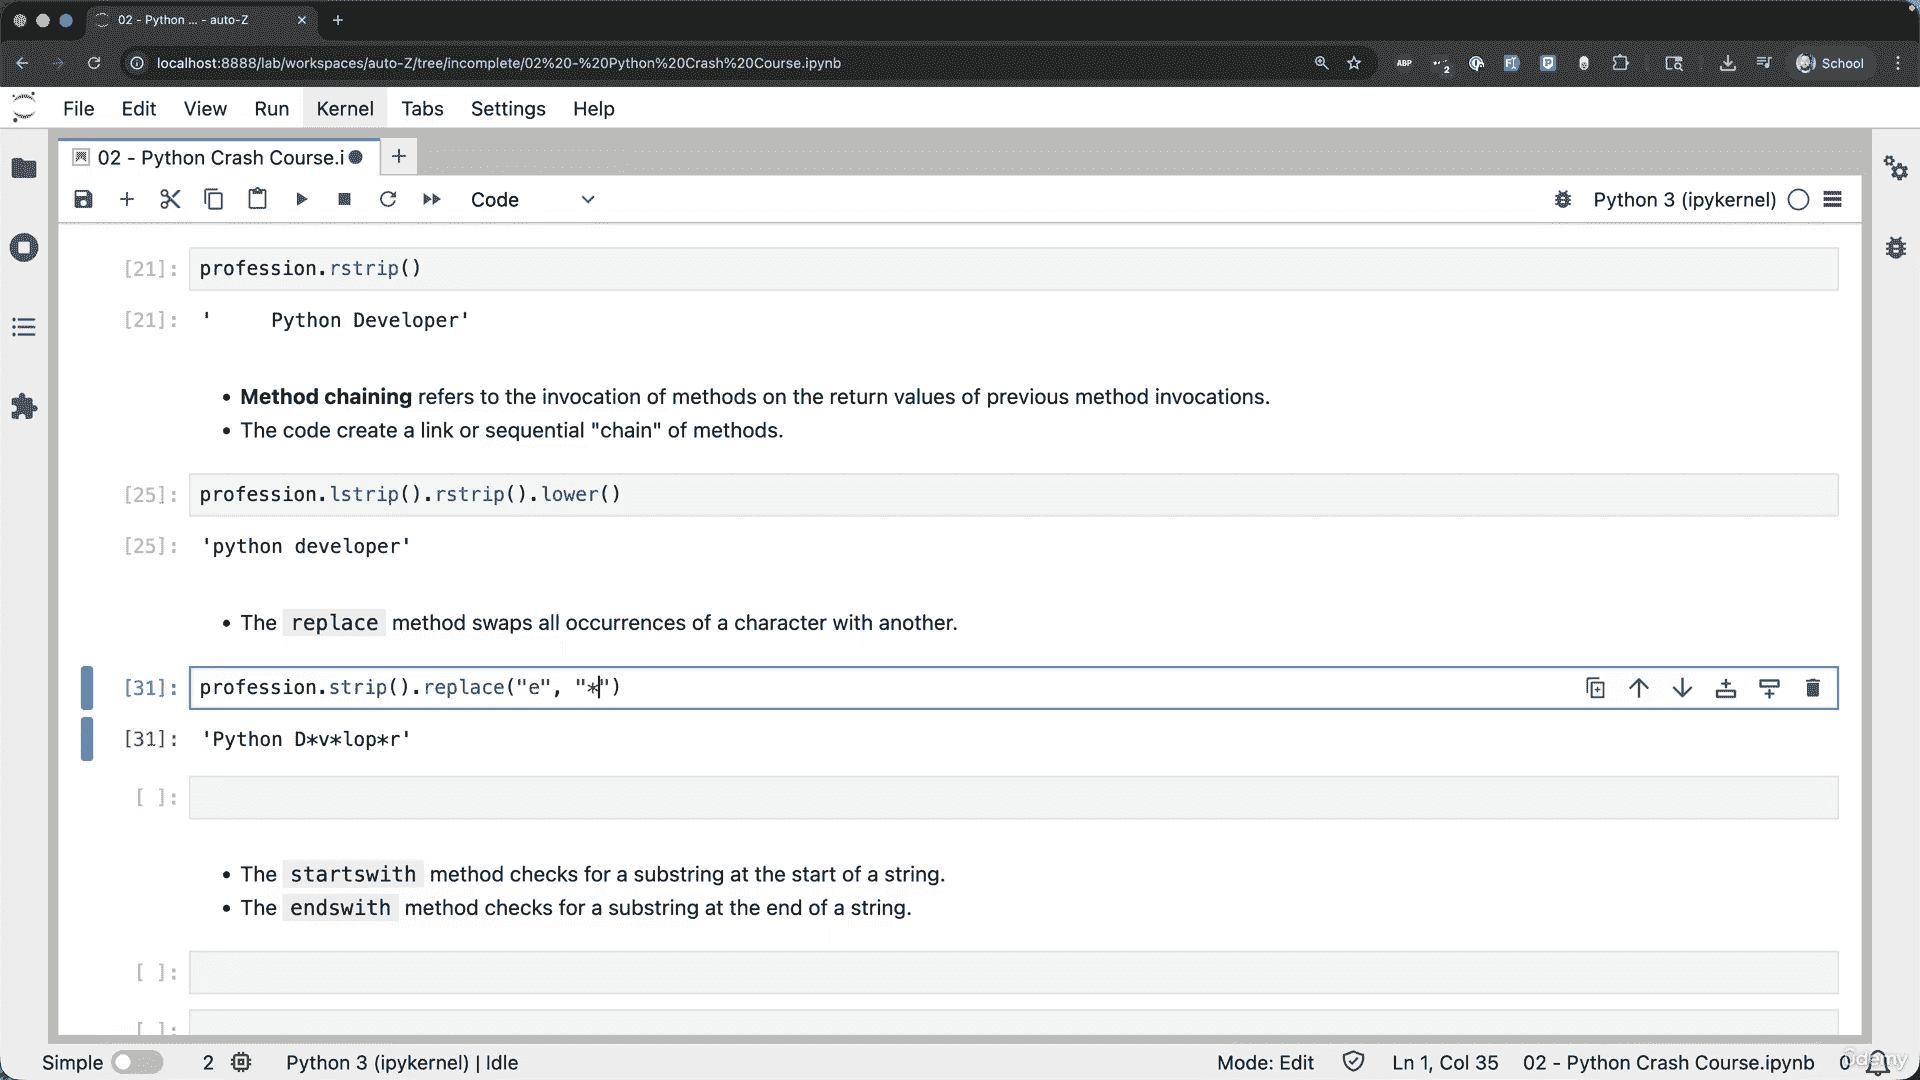 02 - Python ... - auto-Z
localhost:8888/lab/workspaces/auto-Z/tree/incomplete/02%20-%20Python%20Crash%20Course.ipynb
ABP
2
School
File Edit View Run Kernel Tabs Settings Help
02 - Python Crash Course.i
Code
Python 3 (ipykernel)
[21]: profession.rstrip()
[21]: '     Python Developer'
• Method chaining refers to the invocation of methods on the return values of previous method invocations.
• The code create a link or sequential "chain" of methods.
[25]: profession.lstrip().rstrip().lower()
[25]: 'python developer'
• The replace method swaps all occurrences of a character with another.
[31]: profession.strip().replace("e", "*")
[31]: 'Python D*v*lop*r'
[ ]:
• The startswith method checks for a substring at the start of a string.
• The endswith method checks for a substring at the end of a string.
[ ]:
[ ]:
Simple 2 Python 3 (ipykernel) | Idle Mode: Edit Ln 1, Col 35 02 - Python Crash Course.ipynb 0
udemy